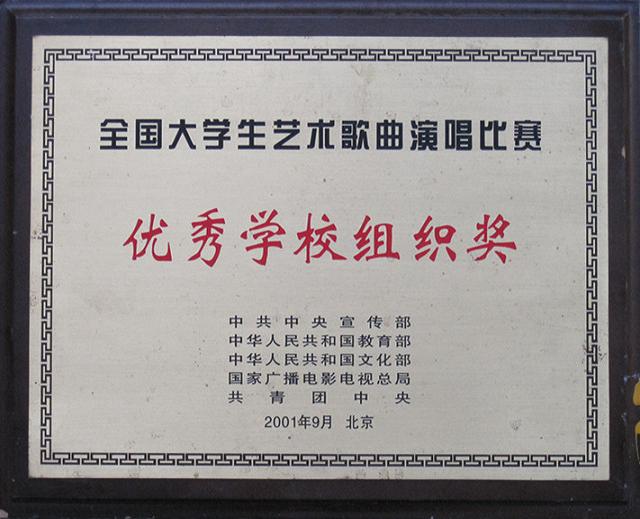 全国大学生艺术歌曲演唱比赛
优秀学校组织奖
中共中央宣传部
中华人民共和国教育部
中华人民共和国文化部
国家广播电影电视总局
共青团中央
2001年9月 北京